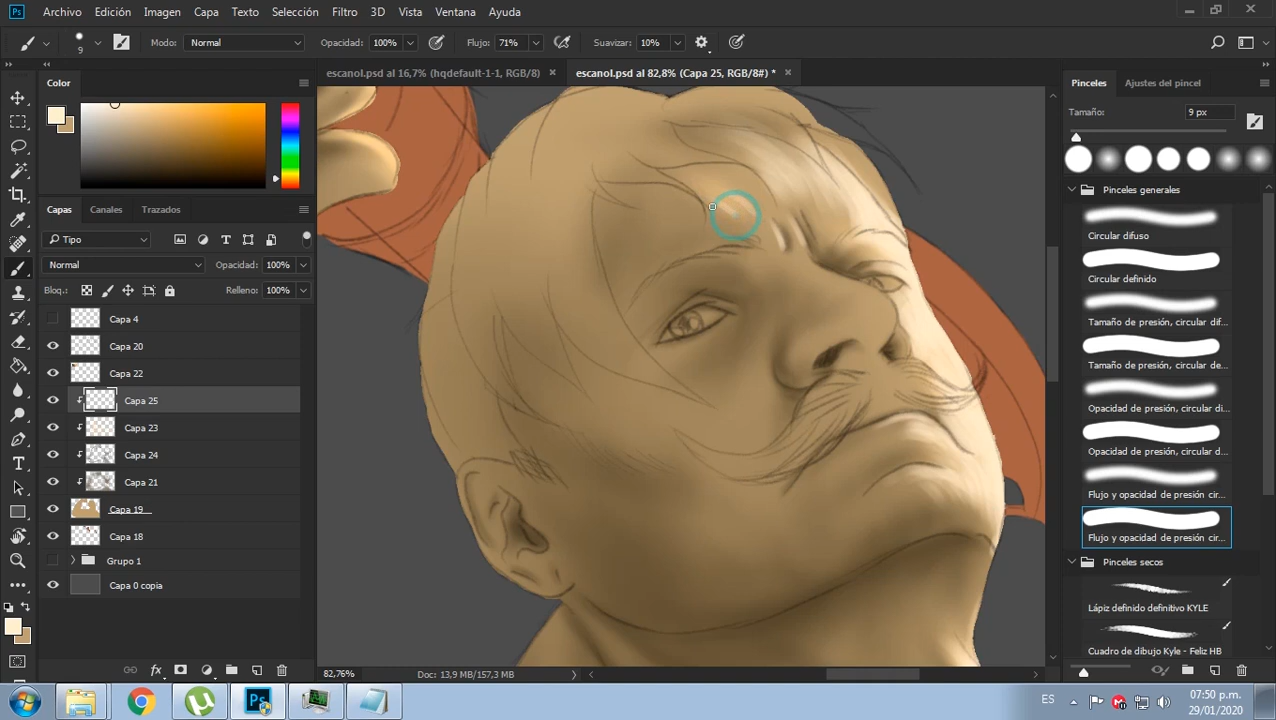 Ps Archivo Edición Imagen Capa Texto Selección Filtro 3D Vista Ventana Ayuda
9 Modo: Normal Opacidad: 100% Flujo: 71% Suavizar: 10%
escanol.psd al 16,7% (hqdefault-1-1, RGB/8) escanol.psd al 82,8% (Capa 25, RGB/8#) *
Color
Capas Canales Trazados
Tipo
Normal Opacidad: 100%
Bloq.: Relleno: 100%
Capa 4
Capa 20
Capa 22
Capa 25
Capa 23
Capa 24
Capa 21
Capa 19
Capa 18
Grupo 1
Capa 0 copia
fx
82,76% Doc: 13,9 MB/157,3 MB
Pinceles Ajustes del pincel
Tamaño: 9 px
Pinceles generales
Circular difuso
Circular definido
Tamaño de presión, circular dif...
Tamaño de presión, circular de...
Opacidad de presión, circular di...
Opacidad de presión, circular d...
Flujo y opacidad de presión cir...
Flujo y opacidad de presión cir...
Pinceles secos
Lápiz definido definitivo KYLE
Cuadro de dibujo Kyle - Feliz HB
Ps
ES
07:50 p.m.
29/01/2020